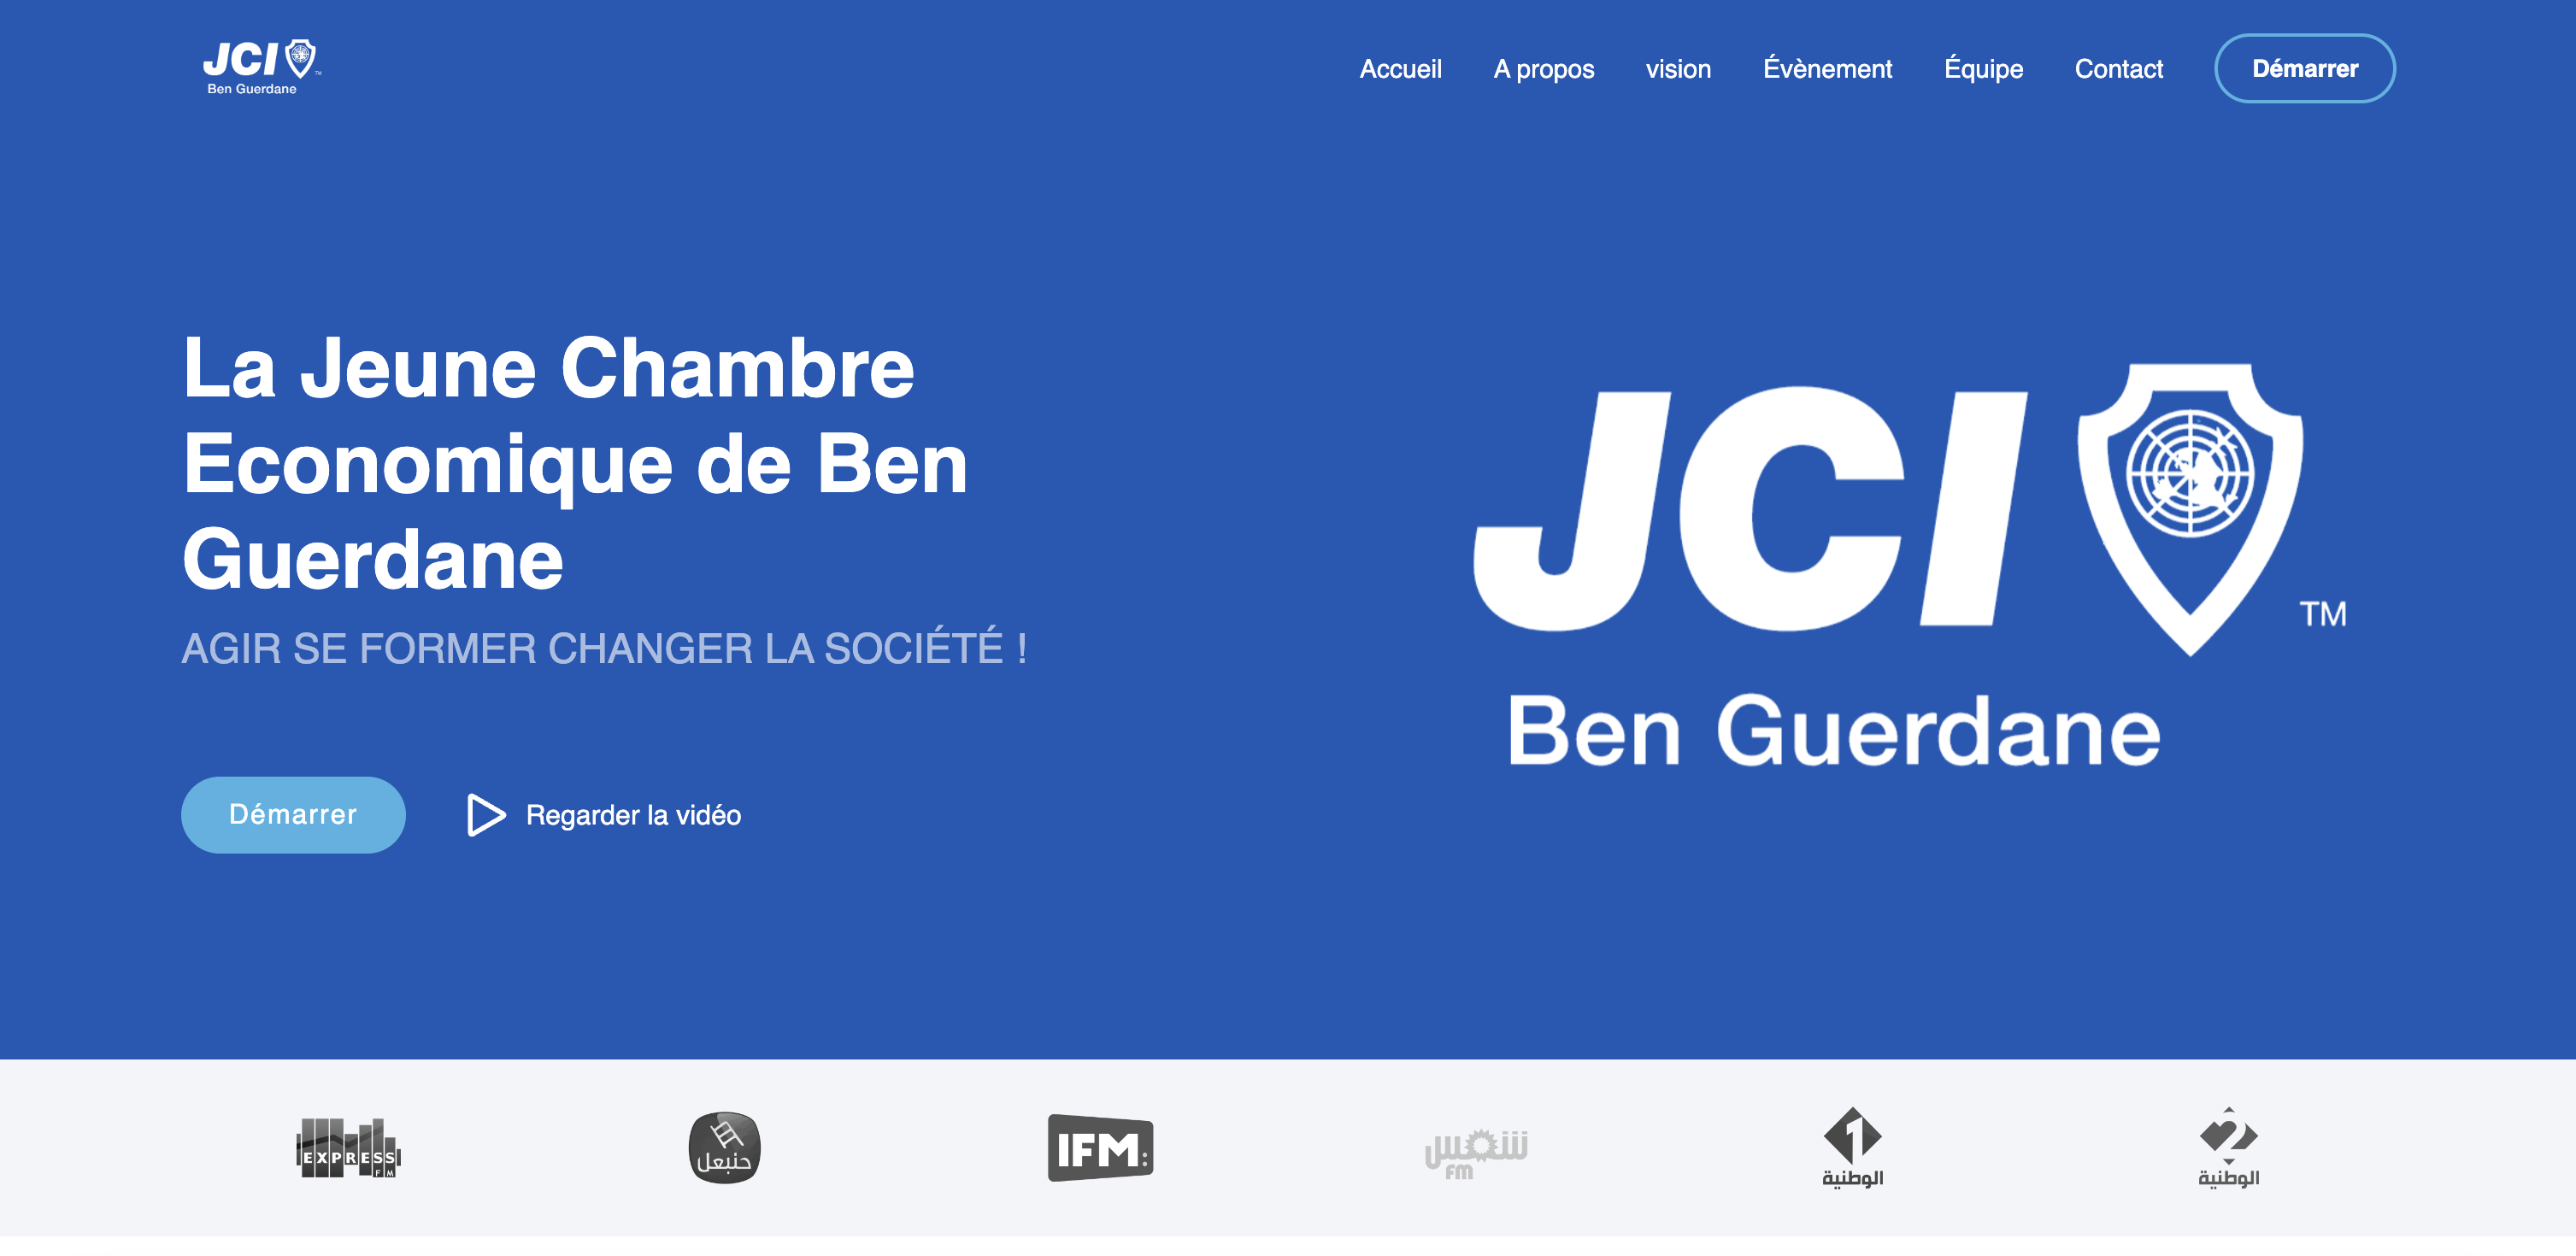 JCI
TM
Ben Guerdane
Accueil
A propos
vision
Évènement
Équipe
Contact
Démarrer
La Jeune Chambre
Economique de Ben
Guerdane
AGIR SE FORMER CHANGER LA SOCIÉTÉ !
Démarrer
Regarder la vidéo
JCI
TM
Ben Guerdane
EXPRESS
FM
حنبعل
IFM:
شمس
FM
1
الوطنية
2
الوطنية